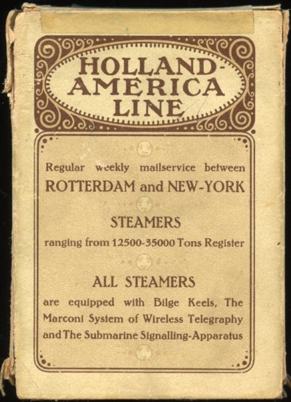 HOLLAND-
AMERICA
LINE
Regular weekly mailservice between
ROTTERDAM and NEW-YORK
STEAMERS
ranging from 12500-35000 Tons Register
ALL STEAMERS
are equipped with Bilge Keels, The
Marconi System of Wireless Telegraphy
and The Submarine Signalling-Apparatus